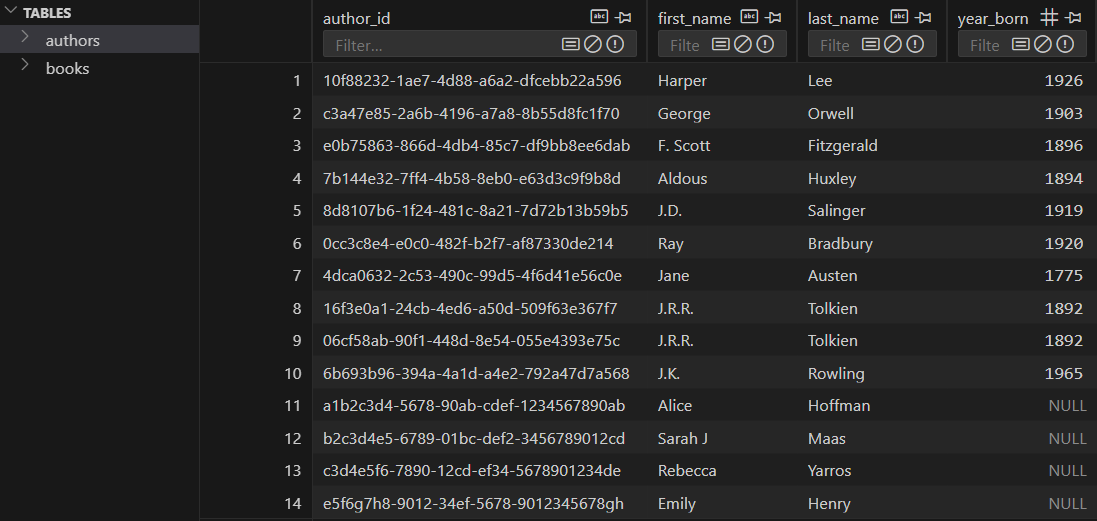 TABLES
authors
books
author_id first_name last_name year_born
Filter... Filte Filte Filte
1 10f88232-1ae7-4d88-a6a2-dfcebb22a596 Harper Lee 1926
2 c3a47e85-2a6b-4196-a7a8-8b55d8fc1f70 George Orwell 1903
3 e0b75863-866d-4db4-85c7-df9bb8ee6dab F. Scott Fitzgerald 1896
4 7b144e32-7ff4-4b58-8eb0-e63d3c9f9b8d Aldous Huxley 1894
5 8d8107b6-1f24-481c-8a21-7d72b13b59b5 J.D. Salinger 1919
6 0cc3c8e4-e0c0-482f-b2f7-af87330de214 Ray Bradbury 1920
7 4dca0632-2c53-490c-99d5-4f6d41e56c0e Jane Austen 1775
8 16f3e0a1-24cb-4ed6-a50d-509f63e367f7 J.R.R. Tolkien 1892
9 06cf58ab-90f1-448d-8e54-055e4393e75c J.R.R. Tolkien 1892
10 6b693b96-394a-4a1d-a4e2-792a47d7a568 J.K. Rowling 1965
11 a1b2c3d4-5678-90ab-cdef-1234567890ab Alice Hoffman NULL
12 b2c3d4e5-6789-01bc-def2-3456789012cd Sarah J Maas NULL
13 c3d4e5f6-7890-12cd-ef34-5678901234de Rebecca Yarros NULL
14 e5f6g7h8-9012-34ef-5678-9012345678gh Emily Henry NULL